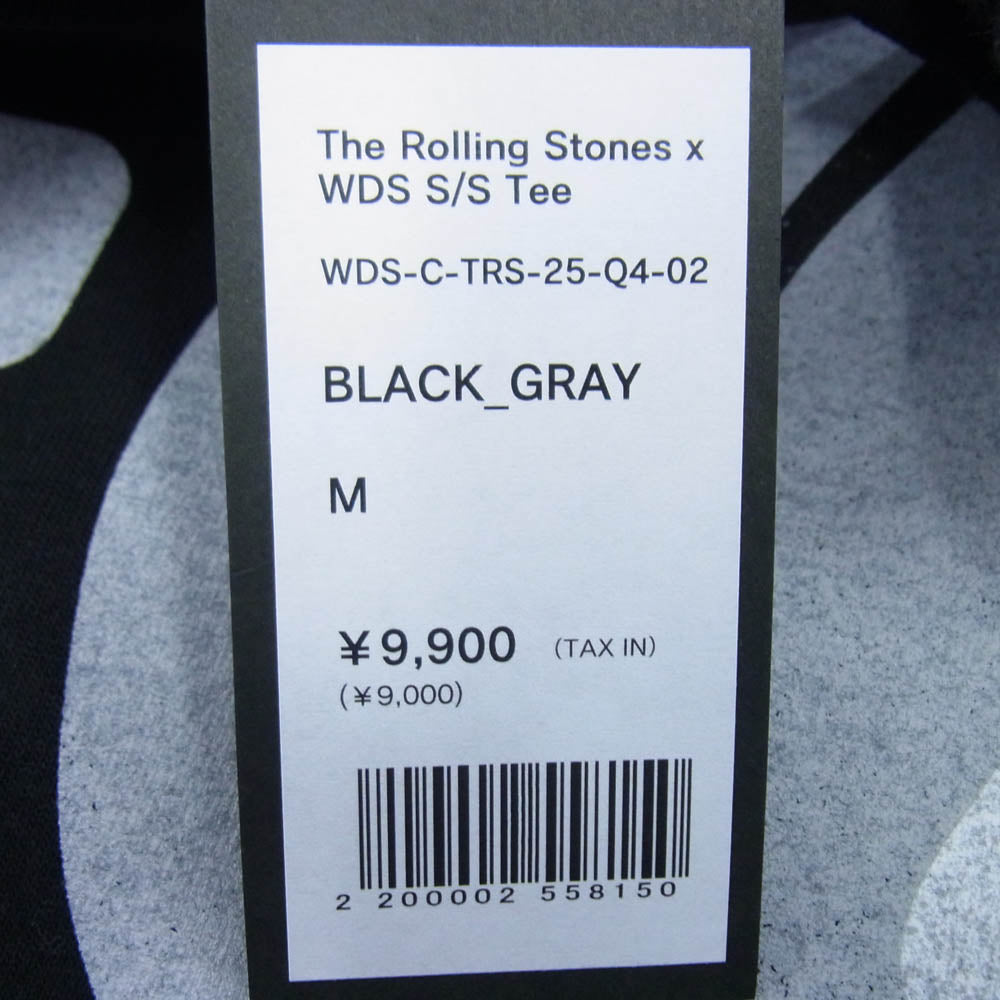 The Rolling Stones x
WDS S/S Tee
WDS-C-TRS-25-Q4-02
BLACK_GRAY
M
¥9,900 (TAX IN)
(¥9,000)
2 200002 558150